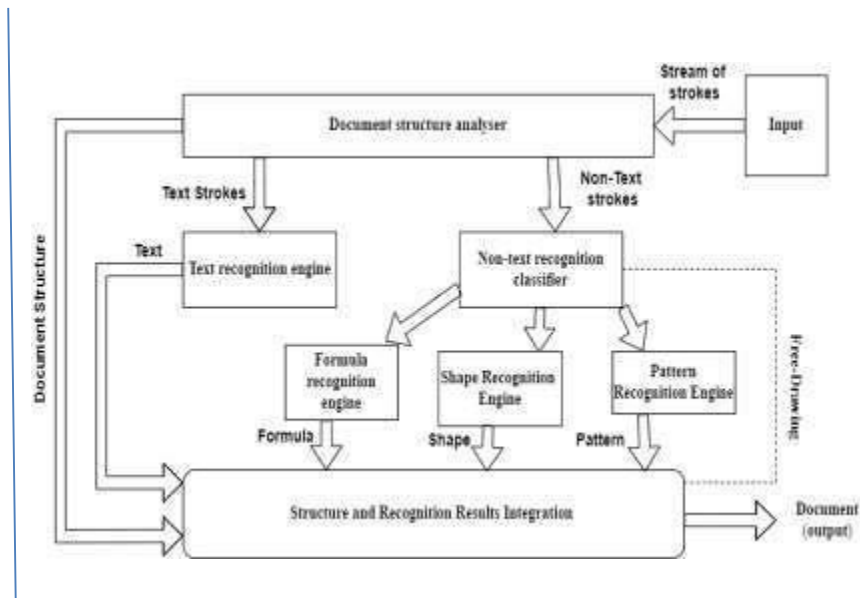 Stream of
strokes
Document structure analyser
Input
Text Strokes
Non-Text
strokes
Text
Text recognition engine
Non-text recognition
classifier
Document Structure
Free-Drawing
Formula
recognition
engine
Shape Recognition
Engine
Pattern
Recognition Engine
Formula
Shape
Pattern
Structure and Recognition Results Integration
Document
(output)